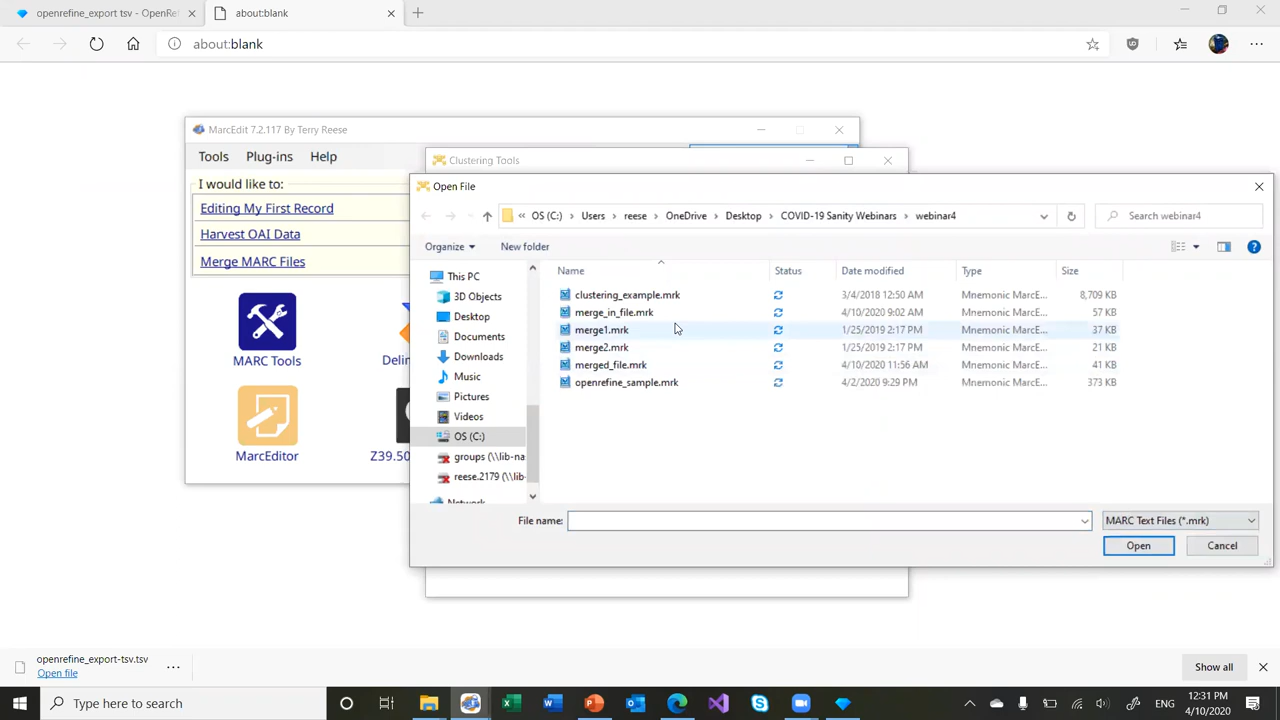 openrefine_export tsv - OpenRef
about:blank
about:blank
MarcEdit 7.2.117 By Terry Reese
Tools Plug-ins Help
I would like to:
Editing My First Record
Harvest OAI Data
Merge MARC Files
MARC Tools
Delin
MarcEditor
Z39.50
Clustering Tools
Open File
« OS (C:) > Users > reese > OneDrive > Desktop > COVID-19 Sanity Webinars > webinar4
Search webinar4
Organize New folder
This PC
3D Objects
Desktop
Documents
Downloads
Music
Pictures
Videos
OS (C:)
groups (\\lib-na
reese.2179 (\\lib-
Network
Name Status Date modified Type Size
clustering_example.mrk 3/4/2018 12:50 AM Mnemonic MarcE... 8,709 KB
merge_in_file.mrk 4/10/2020 9:02 AM Mnemonic MarcE... 57 KB
merge1.mrk 1/25/2019 2:17 PM Mnemonic MarcE... 37 KB
merge2.mrk 1/25/2019 2:17 PM Mnemonic MarcE... 21 KB
merged_file.mrk 4/10/2020 11:56 AM Mnemonic MarcE... 41 KB
openrefine_sample.mrk 4/2/2020 9:29 PM Mnemonic MarcE... 373 KB
File name: MARC Text Files (*.mrk)
Open Cancel
openrefine_export-tsv.tsv
Open file
Show all
Type here to search
ENG
12:31 PM
4/10/2020